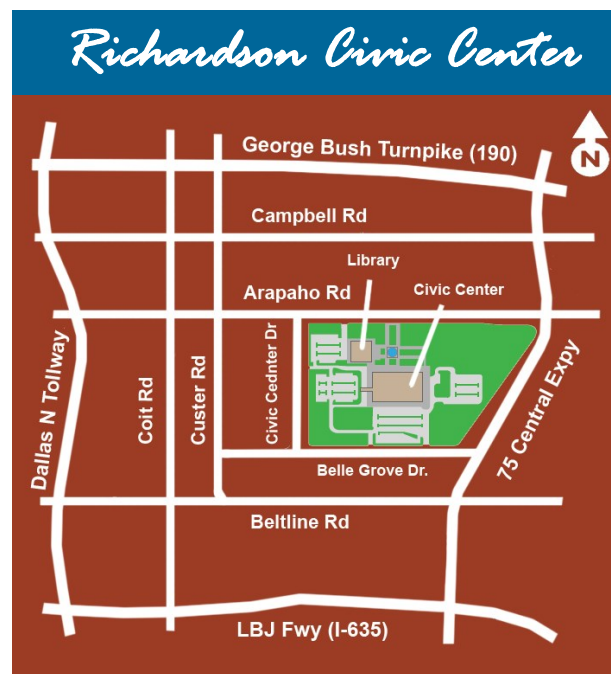 Richardson Civic Center
N
George Bush Turnpike (190)
Campbell Rd
Library
Civic Center
Arapaho Rd
Dallas N Tollway
Coit Rd
Custer Rd
Civic Cednter Dr
75 Central Expy
Belle Grove Dr.
Beltline Rd
LBJ Fwy (I-635)